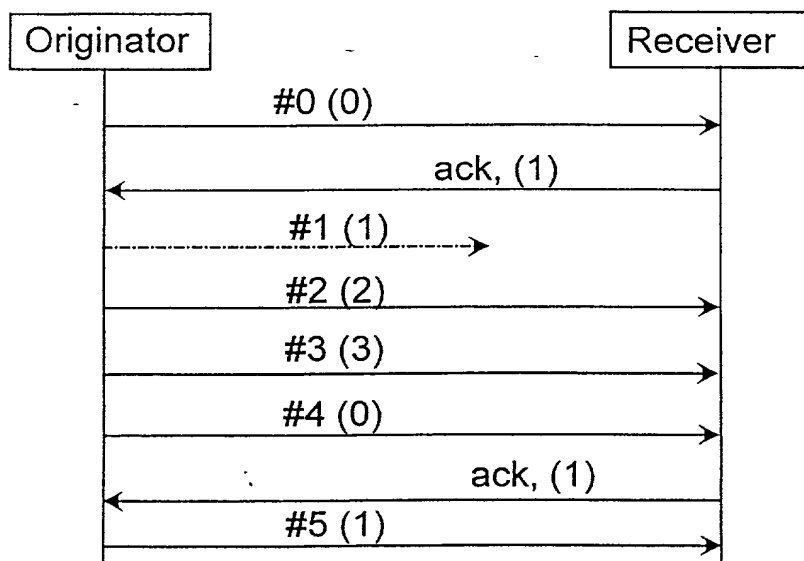 Originator
Receiver
#0 (0)
ack, (1)
#1 (1)
#2 (2)
#3 (3)
#4 (0)
ack, (1)
#5 (1)